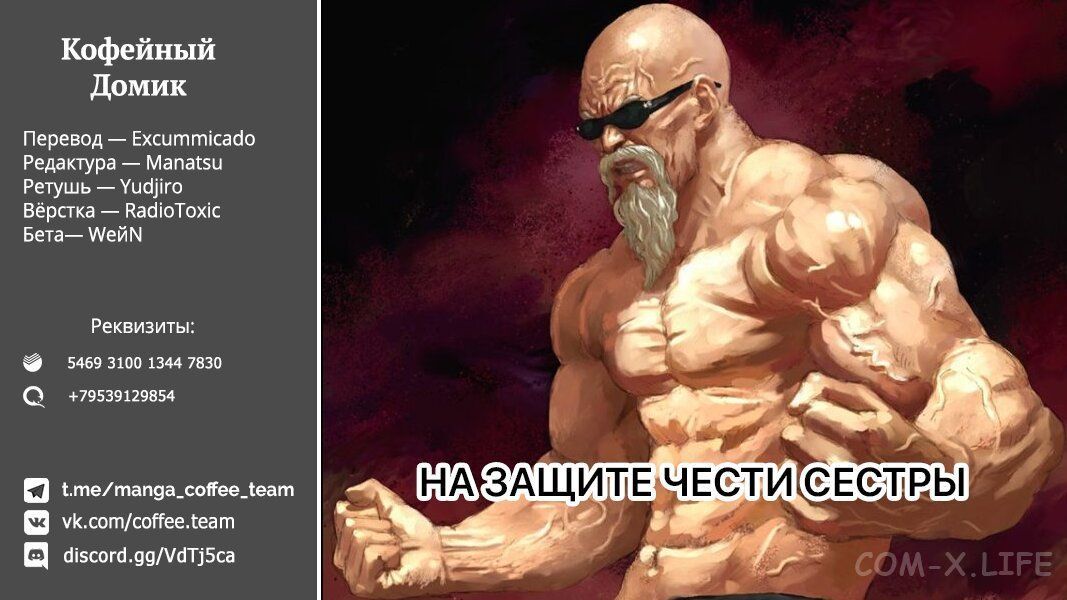 Кофейный
Домик
Перевод — Excummicado
Редактура — Manatsu
Ретушь — Yudjiro
Вёрстка — RadioToxic
Бета— WeйN
Реквизиты:
5469 3100 1344 7830
+79539129854
t.me/manga_coffee_team
vk.com/coffee.team
discord.gg/VdTj5ca
НА ЗАЩИТЕ ЧЕСТИ СЕСТРЫ
COM-X.LIFE